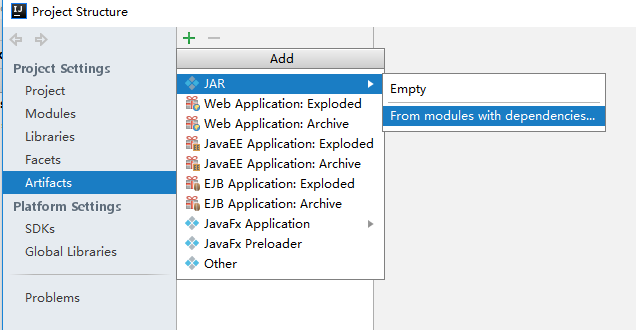 Project Structure
Project Settings
Project
Modules
Libraries
Facets
Artifacts
Platform Settings
SDKs
Global Libraries
Problems
Add
JAR
Web Application: Exploded
Web Application: Archive
JavaEE Application: Exploded
JavaEE Application: Archive
EJB Application: Exploded
EJB Application: Archive
JavaFx Application
JavaFx Preloader
Other
Empty
From modules with dependencies...